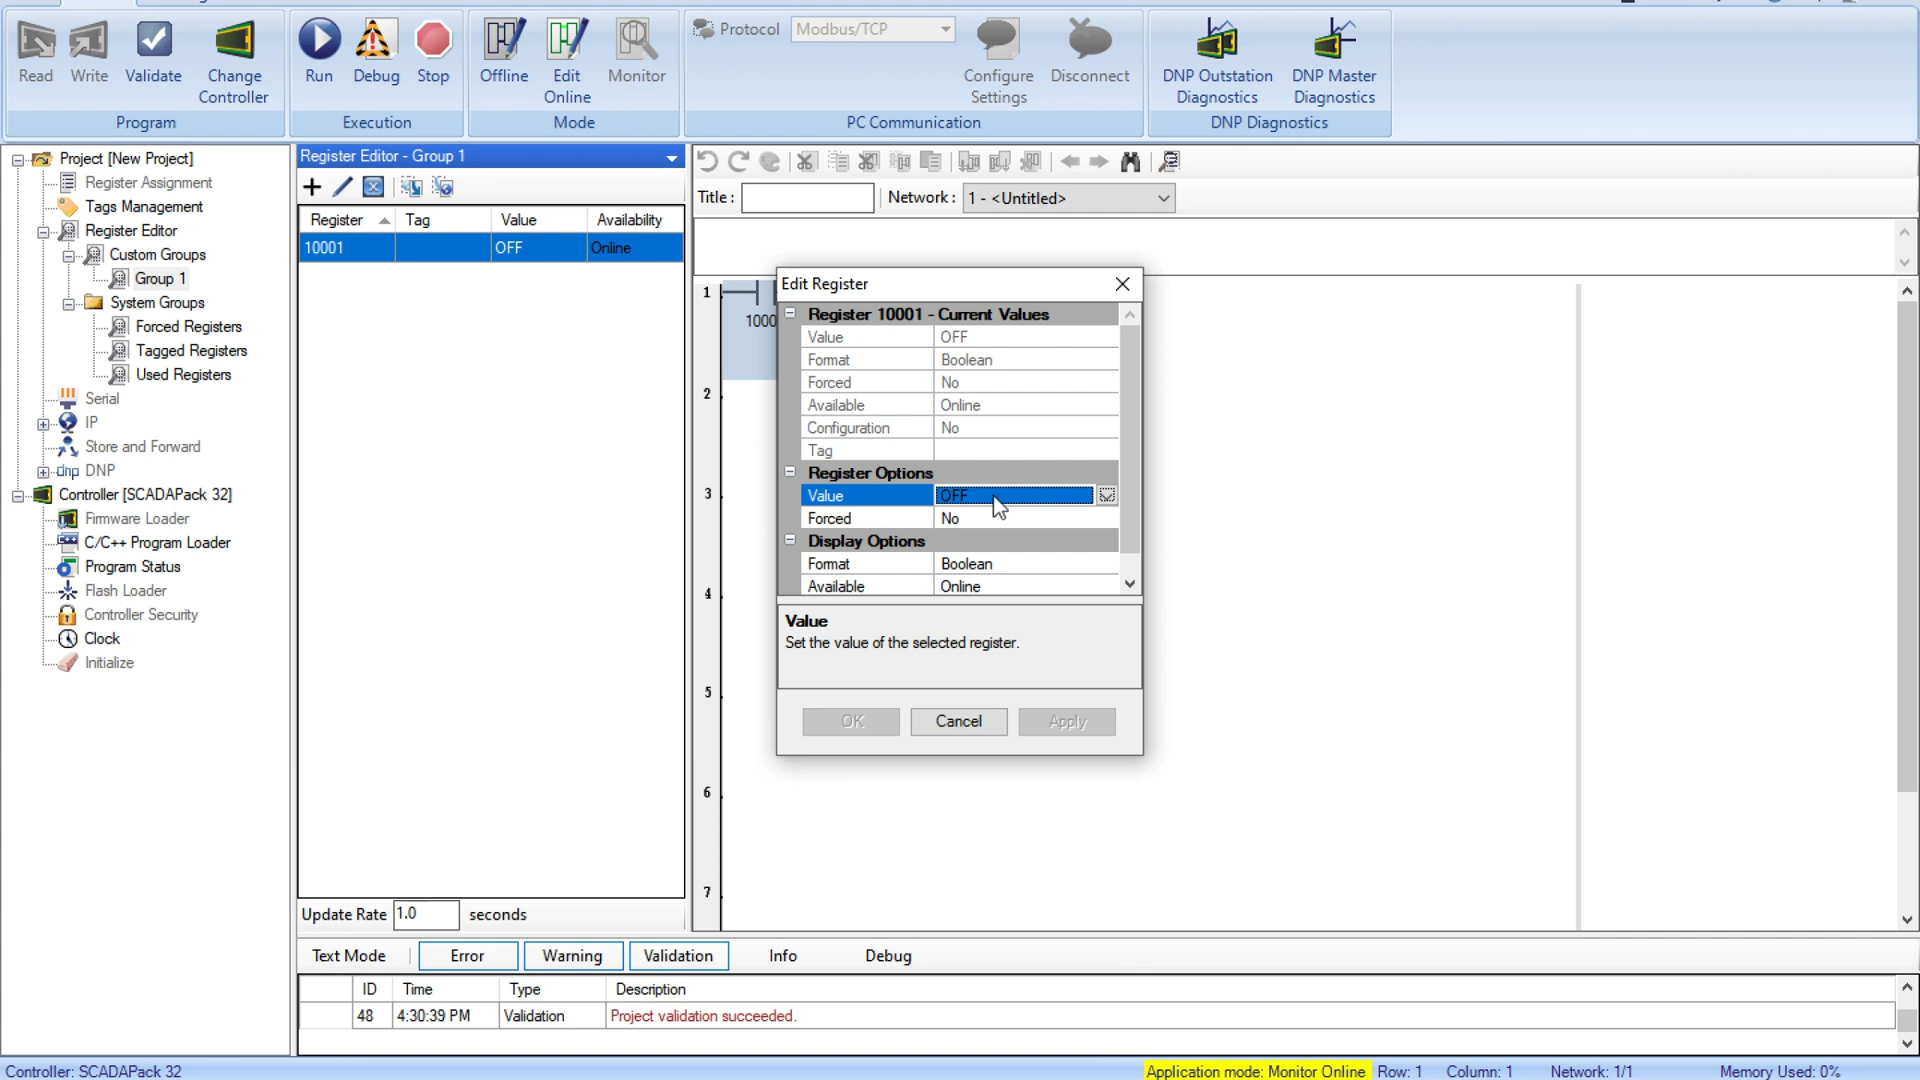 Read
Write
Validate
Change Controller
Program
Run
Debug
Stop
Execution
Offline
Edit Online
Monitor
Mode
Protocol
Modbus/TCP
Configure Settings
Disconnect
PC Communication
DNP Outstation Diagnostics
DNP Master Diagnostics
DNP Diagnostics
Project [New Project]
Register Assignment
Tags Management
Register Editor
Custom Groups
Group 1
System Groups
Forced Registers
Tagged Registers
Used Registers
Serial
IP
Store and Forward
dnp DNP
Controller [SCADAPack 32]
Firmware Loader
C/C++ Program Loader
Program Status
Flash Loader
Controller Security
Clock
Initialize
Register Editor - Group 1
Register Tag Value Availability
10001 OFF Online
Update Rate 1.0 seconds
Title :
Network : 1 - <Untitled>
1
1000
2
3
4
5
6
7
Edit Register
Register 10001 - Current Values
Value OFF
Format Boolean
Forced No
Available Online
Configuration No
Tag
Register Options
Value OFF
Forced No
Display Options
Format Boolean
Available Online
Value
Set the value of the selected register.
OK Cancel Apply
Text Mode Error Warning Validation Info Debug
ID Time Type Description
48 4:30:39 PM Validation Project validation succeeded.
Controller: SCADAPack 32
Application mode: Monitor Online Row: 1 Column: 1 Network: 1/1 Memory Used: 0%